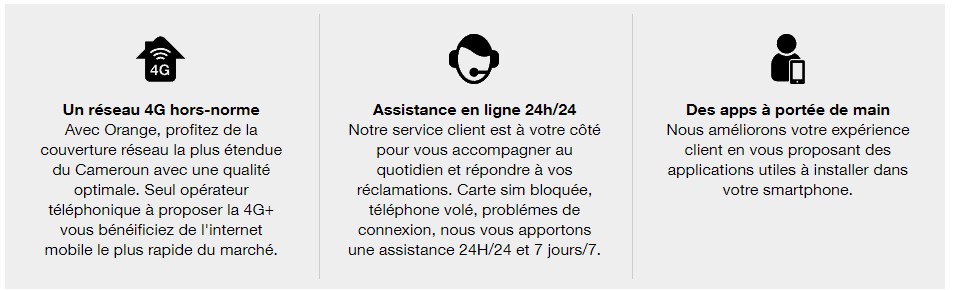 4G
Un réseau 4G hors-norme
Avec Orange, profitez de la
couverture réseau la plus étendue
du Cameroun avec une qualité
optimale. Seul opérateur
téléphonique à proposer la 4G+
vous bénéificiez de l'internet
mobile le plus rapide du marché.
Assistance en ligne 24h/24
Notre service client est à votre côté
pour vous accompagner au
quotidien et répondre à vos
réclamations. Carte sim bloquée,
téléphone volé, problémes de
connexion, nous vous apportons
une assistance 24H/24 et 7 jours/7.
Des apps à portée de main
Nous améliorons votre expérience
client en vous proposant des
applications utiles à installer dans
votre smartphone.